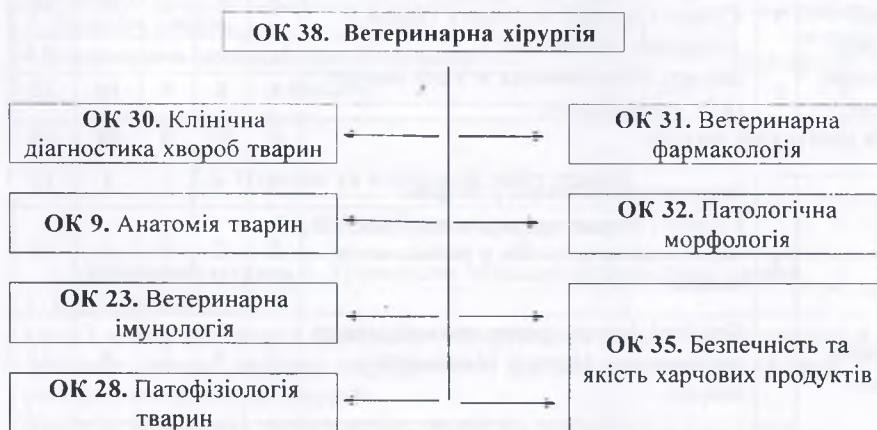 ОК 38. Ветеринарна хірургія
ОК 30. Клінічна
діагностика хвороб тварин
ОК 31. Ветеринарна
фармакологія
ОК 9. Анатомія тварин
ОК 32. Патологічна
морфологія
ОК 23. Ветеринарна
імунологія
ОК 35. Безпечність та
якість харчових продуктів
ОК 28. Патофізіологія
тварин